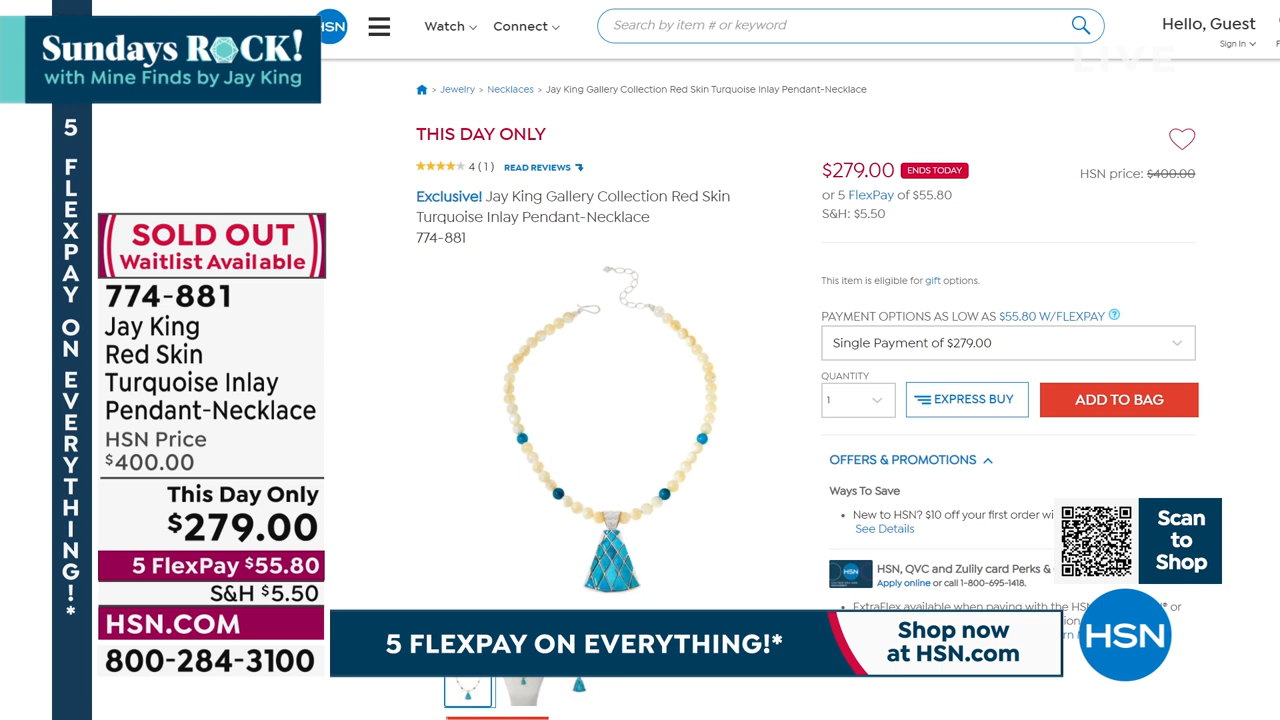 Sundays ROCK!
with Mine Finds by Jay King
HSN
Watch
Connect
Search by item # or keyword
Hello, Guest
Sign In
LIVE
Jewelry > Necklaces > Jay King Gallery Collection Red Skin Turquoise Inlay Pendant-Necklace
5 FLEXPAY ON EVERYTHING!*
THIS DAY ONLY
4 (1) READ REVIEWS
Exclusive! Jay King Gallery Collection Red Skin
Turquoise Inlay Pendant-Necklace
774-881
$279.00 ENDS TODAY
HSN price: $400.00
or 5 FlexPay of $55.80
S&H: $5.50
This item is eligible for gift options.
PAYMENT OPTIONS AS LOW AS $55.80 W/FLEXPAY ?
Single Payment of $279.00
QUANTITY
1
EXPRESS BUY
ADD TO BAG
OFFERS & PROMOTIONS
Ways To Save
• New to HSN? $10 off your first order
See Details
HSN
HSN, QVC and Zulily card Perks &
Apply online or call 1-800-695-1418.
• ExtraFlex available when paying with the
or
SOLD OUT
Waitlist Available
774-881
Jay King
Red Skin
Turquoise Inlay
Pendant-Necklace
HSN Price
$400.00
This Day Only
$279.00
5 FlexPay $55.80
S&H $5.50
HSN.COM
800-284-3100
Scan
to
Shop
5 FLEXPAY ON EVERYTHING!*
Shop now
at HSN.com
HSN